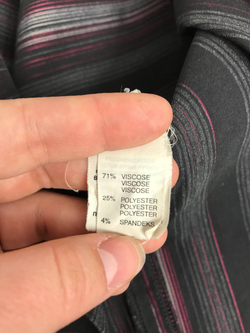 71% VISCOSE
VISCOSE
VISCOSE
25% POLYESTER
POLYESTER
POLYESTER
4% SPANDEKS